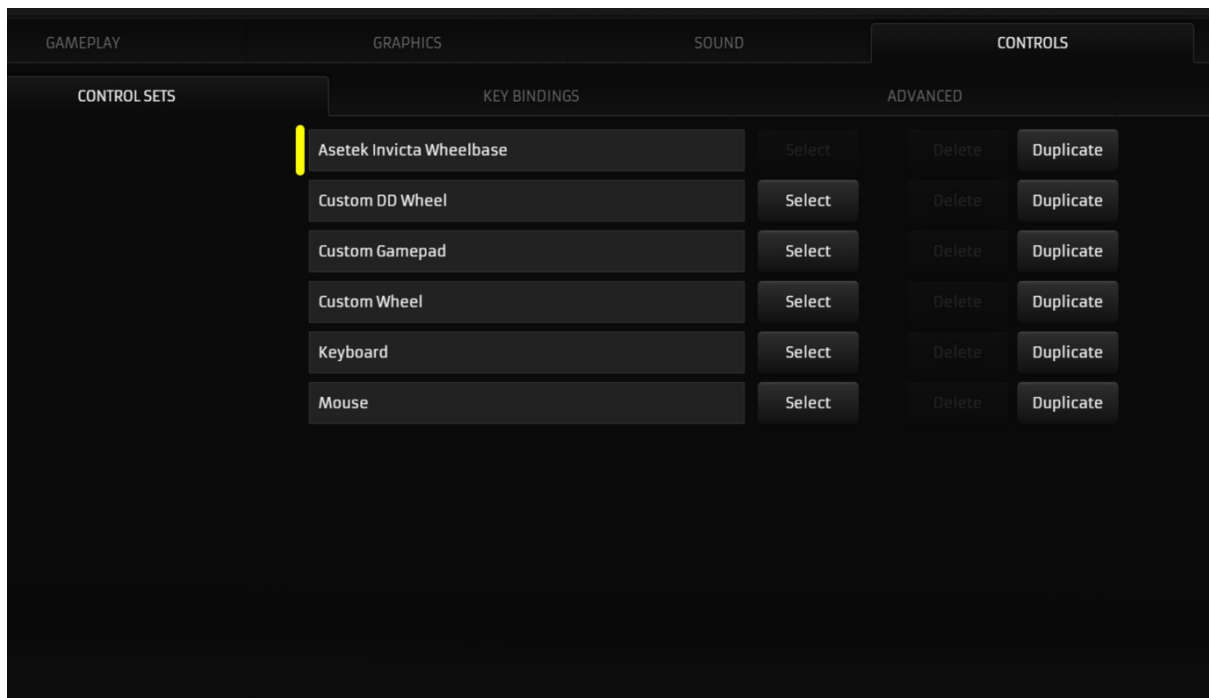 GAMEPLAY GRAPHICS SOUND CONTROLS
CONTROL SETS KEY BINDINGS ADVANCED
Asetek Invicta Wheelbase Select Delete Duplicate
Custom DD Wheel Select Delete Duplicate
Custom Gamepad Select Delete Duplicate
Custom Wheel Select Delete Duplicate
Keyboard Select Delete Duplicate
Mouse Select Delete Duplicate